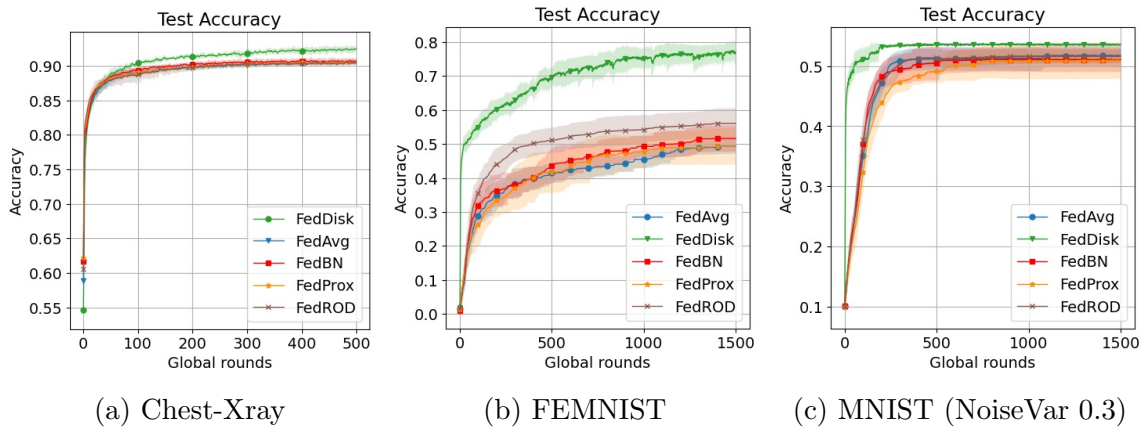 Test Accuracy
Accuracy
0.90
0.85
0.80
0.75
0.70
0.65
0.60
0.55
0
100
200
300
400
500
Global rounds
FedDisk
FedAvg
FedBN
FedProx
FedROD
(a) Chest-Xray
Test Accuracy
Accuracy
0.8
0.7
0.6
0.5
0.4
0.3
0.2
0.1
0.0
0
500
1000
1500
Global rounds
FedAvg
FedDisk
FedBN
FedProx
FedROD
(b) FEMNIST
Test Accuracy
Accuracy
0.5
0.4
0.3
0.2
0.1
0
500
1000
1500
Global rounds
FedAvg
FedDisk
FedBN
FedProx
FedROD
(c) MNIST (NoiseVar 0.3)